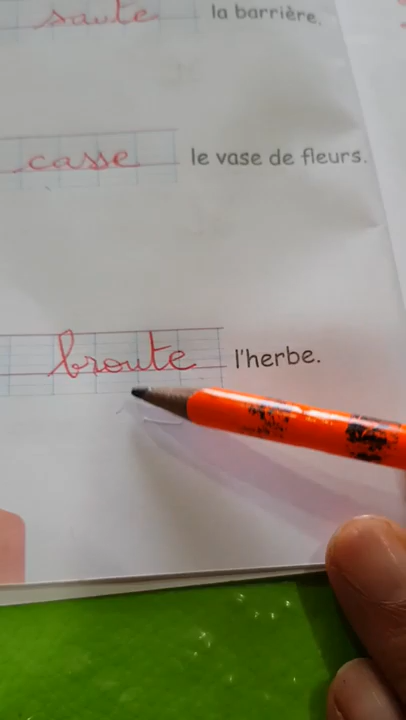 saute la barrière.
casse le vase de fleurs.
broute l'herbe.